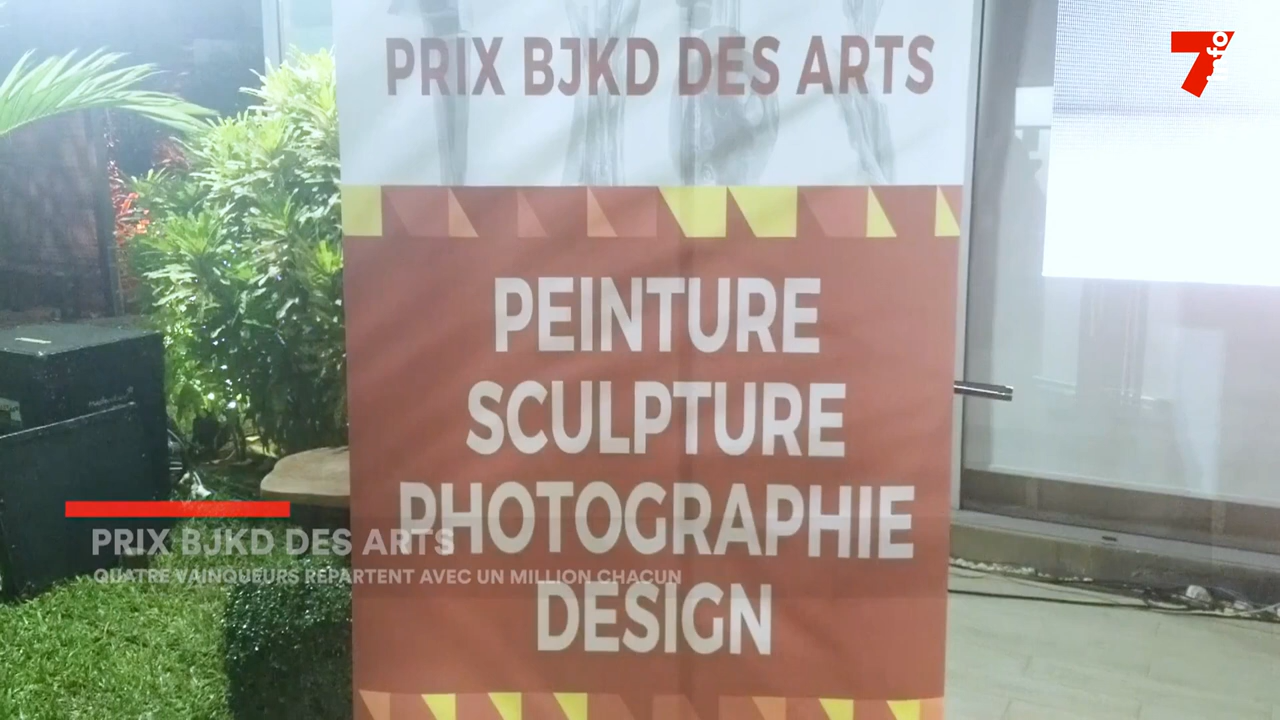 PRIX BJKD DES ARTS
7info
PEINTURE
SCULPTURE
PHOTOGRAPHIE
DESIGN
PRIX BJKD DES ARTS
QUATRE VAINQUEURS REPARTENT AVEC UN MILLION CHACUN